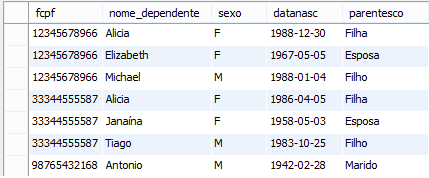 fcpf nome_dependente sexo datanasc parentesco
12345678966 Alicia F 1988-12-30 Filha
12345678966 Elizabeth F 1967-05-05 Esposa
12345678966 Michael M 1988-01-04 Filho
33344555587 Alicia F 1986-04-05 Filha
33344555587 Janaína F 1958-05-03 Esposa
33344555587 Tiago M 1983-10-25 Filho
98765432168 Antonio M 1942-02-28 Marido